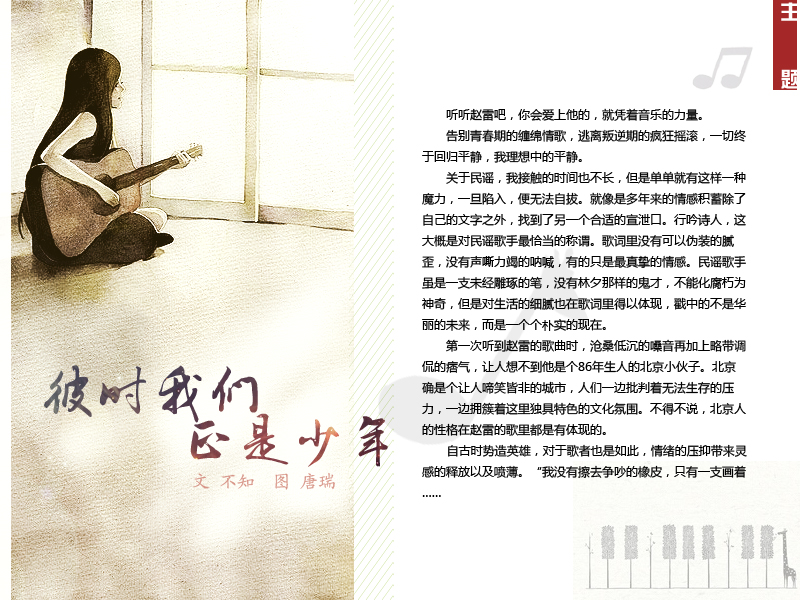 主
题
彼时我们
正是少年
文 不知 图 唐瑞
听听赵雷吧，你会爱上他的，就凭着音乐的力量。
告别青春期的缠绵情歌，逃离叛逆期的疯狂摇滚，一切终
于回归平静，我理想中的平静。
关于民谣，我接触的时间也不长，但是单单就有这样一种
魔力，一旦陷入，便无法自拔。就像是多年来的情感积蓄除了
自己的文字之外，找到了另一个合适的宣泄口。行吟诗人，这
大概是对民谣歌手最恰当的称谓。歌词里没有可以伪装的腻
歪，没有声嘶力竭的呐喊，有的只是最真挚的情感。民谣歌手
虽是一支未经雕琢的笔，没有林夕那样的鬼才，不能化腐朽为
神奇，但是对生活的细腻也在歌词里得以体现，戳中的不是华
丽的未来，而是一个个朴实的现在。
第一次听到赵雷的歌曲时，沧桑低沉的嗓音再加上略带调
侃的痞气，让人想不到他是个86年生人的北京小伙子。北京
确是个让人啼笑皆非的城市，人们一边批判着无法生存的压
力，一边拥簇着这里独具特色的文化氛围。不得不说，北京人
的性格在赵雷的歌里都是有体现的。
自古时势造英雄，对于歌者也是如此，情绪的压抑带来灵
感的释放以及喷薄。“我没有擦去争吵的橡皮，只有一支画着
……